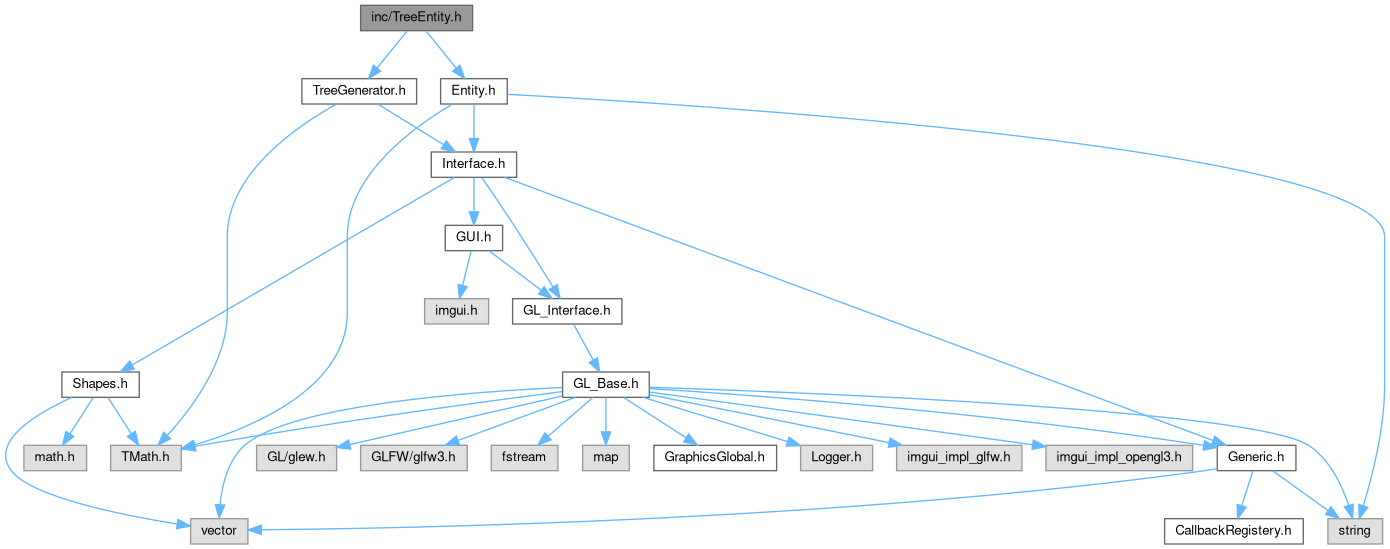 inc/TreeEntity.h
TreeGenerator.h
Entity.h
Interface.h
GUI.h
imgui.h
GL_Interface.h
Shapes.h
GL_Base.h
math.h
TMath.h
GL/glew.h
GLFW/glfw3.h
fstream
map
GraphicsGlobal.h
Logger.h
imgui_impl_glfw.h
imgui_impl_opengl3.h
Generic.h
vector
CallbackRegistery.h
string